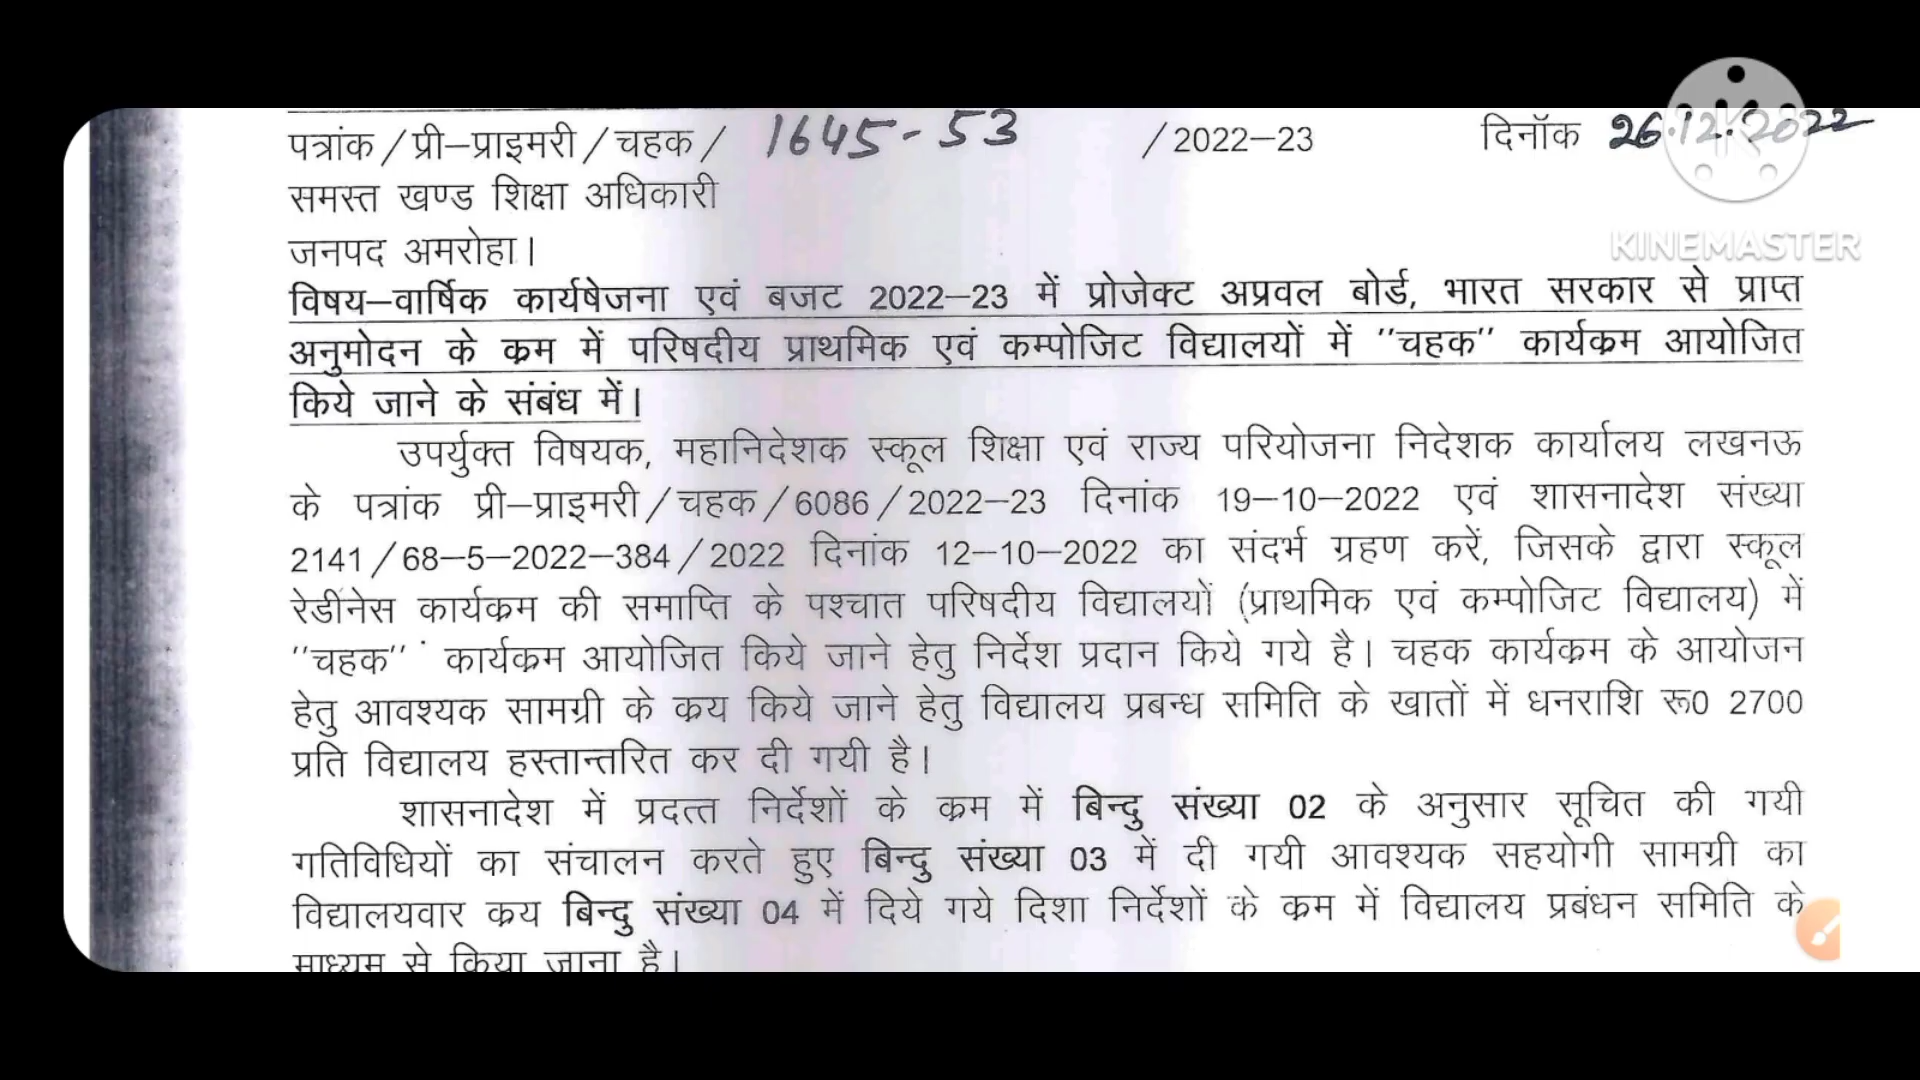 पत्रांक/प्री–प्राइमरी/चहक/ 1645-53 /2022–23 दिनॉक 26.12.2022
KINEMASTER
समस्त खण्ड शिक्षा अधिकारी
जनपद अमरोहा।
विषय–वार्षिक कार्यषेजना एवं बजट 2022–23 में प्रोजेक्ट अप्रवल बोर्ड, भारत सरकार से प्राप्त
अनुमोदन के क्रम में परिषदीय प्राथमिक एवं कम्पोजिट विद्यालयों में ''चहक'' कार्यक्रम आयोजित
किये जाने के संबंध में।
उपर्युक्त विषयक, महानिदेशक स्कूल शिक्षा एवं राज्य परियोजना निदेशक कार्यालय लखनऊ
के पत्रांक प्री–प्राइमरी/चहक/6086/2022–23 दिनांक 19–10–2022 एवं शासनादेश संख्या
2141/68–5–2022–384/2022 दिनांक 12–10–2022 का संदर्भ ग्रहण करें, जिसके द्वारा स्कूल
रेडीनेस कार्यक्रम की समाप्ति के पश्चात परिषदीय विद्यालयों (प्राथमिक एवं कम्पोजिट विद्यालय) में
''चहक'' कार्यक्रम आयोजित किये जाने हेतु निर्देश प्रदान किये गये है। चहक कार्यक्रम के आयोजन
हेतु आवश्यक सामग्री के क्रय किये जाने हेतु विद्यालय प्रबन्ध समिति के खातों में धनराशि रू0 2700
प्रति विद्यालय हस्तान्तरित कर दी गयी है।
शासनादेश में प्रदत्त निर्देशों के क्रम में बिन्दु संख्या 02 के अनुसार सूचित की गयी
गतिविधियों का संचालन करते हुए बिन्दु संख्या 03 में दी गयी आवश्यक सहयोगी सामग्री का
विद्यालयवार क्रय बिन्दु संख्या 04 में दिये गये दिशा निर्देशों के क्रम में विद्यालय प्रबंधन समिति के
माध्यम से किया जाना है।